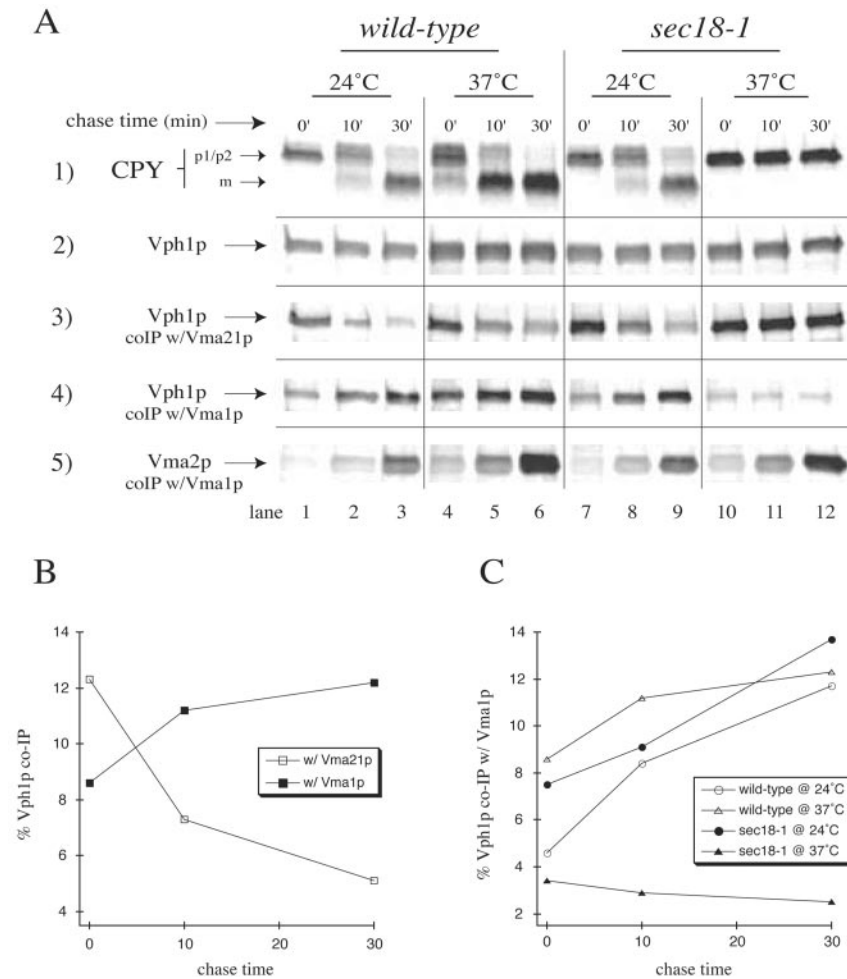 A
wild-type sec18-1
24˚C 37˚C 24˚C 37˚C
chase time (min) 0' 10' 30' 0' 10' 30' 0' 10' 30' 0' 10' 30'
1) CPY p1/p2
m
2) Vph1p
3) Vph1p
coIP w/Vma21p
4) Vph1p
coIP w/Vma1p
5) Vma2p
coIP w/Vma1p
lane 1 2 3 4 5 6 7 8 9 10 11 12
B
% Vph1p co-IP
14
12
10
8
6
4
w/ Vma21p
w/ Vma1p
0 10 20 30
chase time
C
% Vph1p co-IP w/ Vma1p
14
12
10
8
6
4
2
wild-type @ 24˚C
wild-type @ 37˚C
sec18-1 @ 24˚C
sec18-1 @ 37˚C
0 10 20 30
chase time